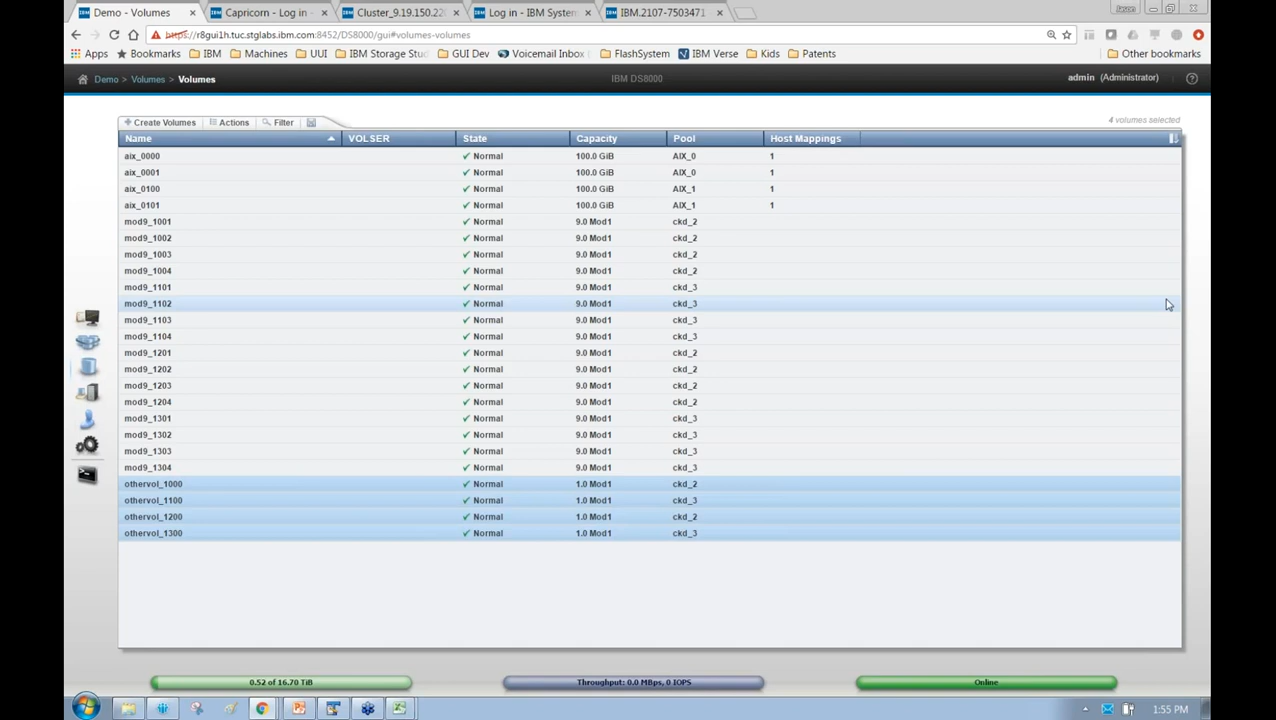 Demo - Volumes
Capricorn - Log in - IBM
Cluster_9.19.150.220
Log in - IBM System
IBM.2107-7503471
https://r8gui1h.tuc.stglabs.ibm.com:8452/DS8000/gui#volumes-volumes
Apps Bookmarks IBM Machines UUI IBM Storage Stud GUI Dev Voicemail Inbox FlashSystem IBM Verse Kids Patents Other bookmarks
Demo > Volumes > Volumes IBM DS8000 admin (Administrator)
Create Volumes Actions Filter 4 volumes selected
Name VOLSER State Capacity Pool Host Mappings
aix_0000 Normal 100.0 GiB AIX_0 1
aix_0001 Normal 100.0 GiB AIX_0 1
aix_0100 Normal 100.0 GiB AIX_1 1
aix_0101 Normal 100.0 GiB AIX_1 1
mod9_1001 Normal 9.0 Mod1 ckd_2
mod9_1002 Normal 9.0 Mod1 ckd_2
mod9_1003 Normal 9.0 Mod1 ckd_2
mod9_1004 Normal 9.0 Mod1 ckd_2
mod9_1101 Normal 9.0 Mod1 ckd_3
mod9_1102 Normal 9.0 Mod1 ckd_3
mod9_1103 Normal 9.0 Mod1 ckd_3
mod9_1104 Normal 9.0 Mod1 ckd_3
mod9_1201 Normal 9.0 Mod1 ckd_2
mod9_1202 Normal 9.0 Mod1 ckd_2
mod9_1203 Normal 9.0 Mod1 ckd_2
mod9_1204 Normal 9.0 Mod1 ckd_2
mod9_1301 Normal 9.0 Mod1 ckd_3
mod9_1302 Normal 9.0 Mod1 ckd_3
mod9_1303 Normal 9.0 Mod1 ckd_3
mod9_1304 Normal 9.0 Mod1 ckd_3
othervol_1000 Normal 1.0 Mod1 ckd_2
othervol_1100 Normal 1.0 Mod1 ckd_3
othervol_1200 Normal 1.0 Mod1 ckd_2
othervol_1300 Normal 1.0 Mod1 ckd_3
0.52 of 16.70 TiB Throughput: 0.0 MBps, 0 IOPS Online
1:55 PM